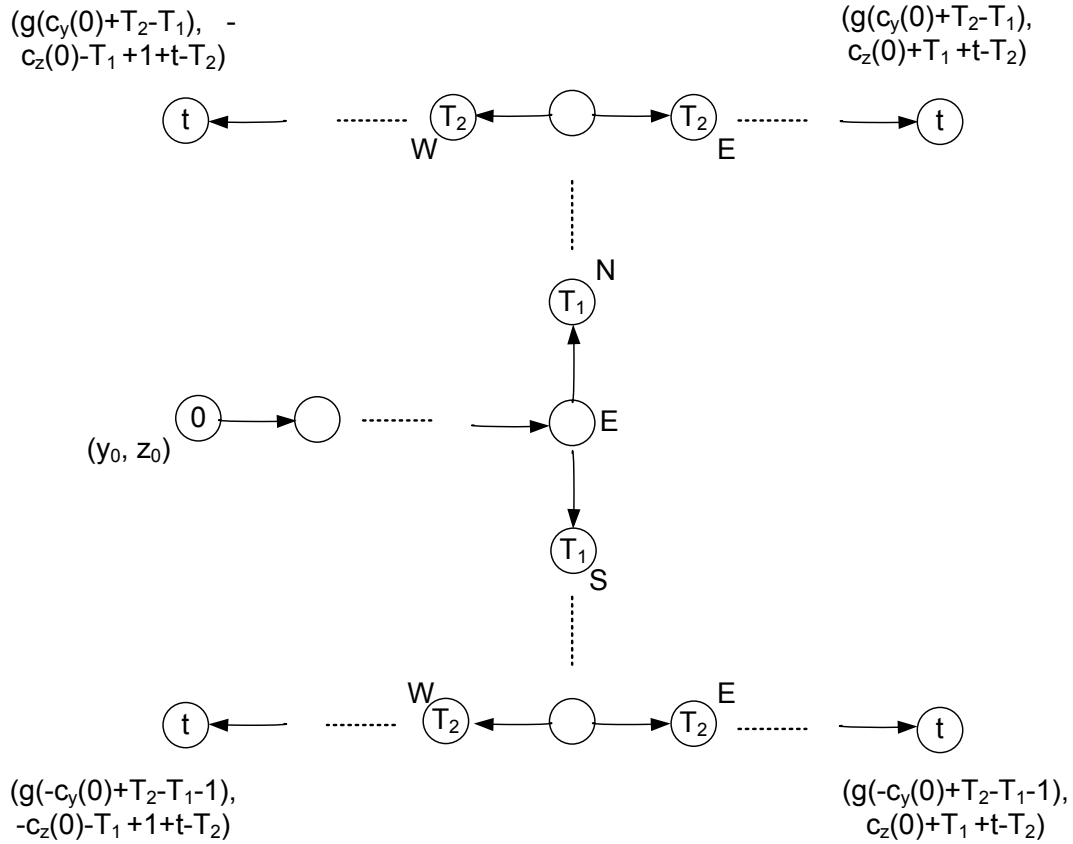 (g(c_y(0)+T_2-T_1), -
c_z(0)-T_1+1+t-T_2)
(g(c_y(0)+T_2-T_1),
c_z(0)+T_1+t-T_2)
t
T_2
T_2
t
W
E
N
T_1
0
E
(y_0, z_0)
T_1
S
W
E
t
T_2
T_2
t
(g(-c_y(0)+T_2-T_1-1),
-c_z(0)-T_1+1+t-T_2)
(g(-c_y(0)+T_2-T_1-1),
c_z(0)+T_1+t-T_2)